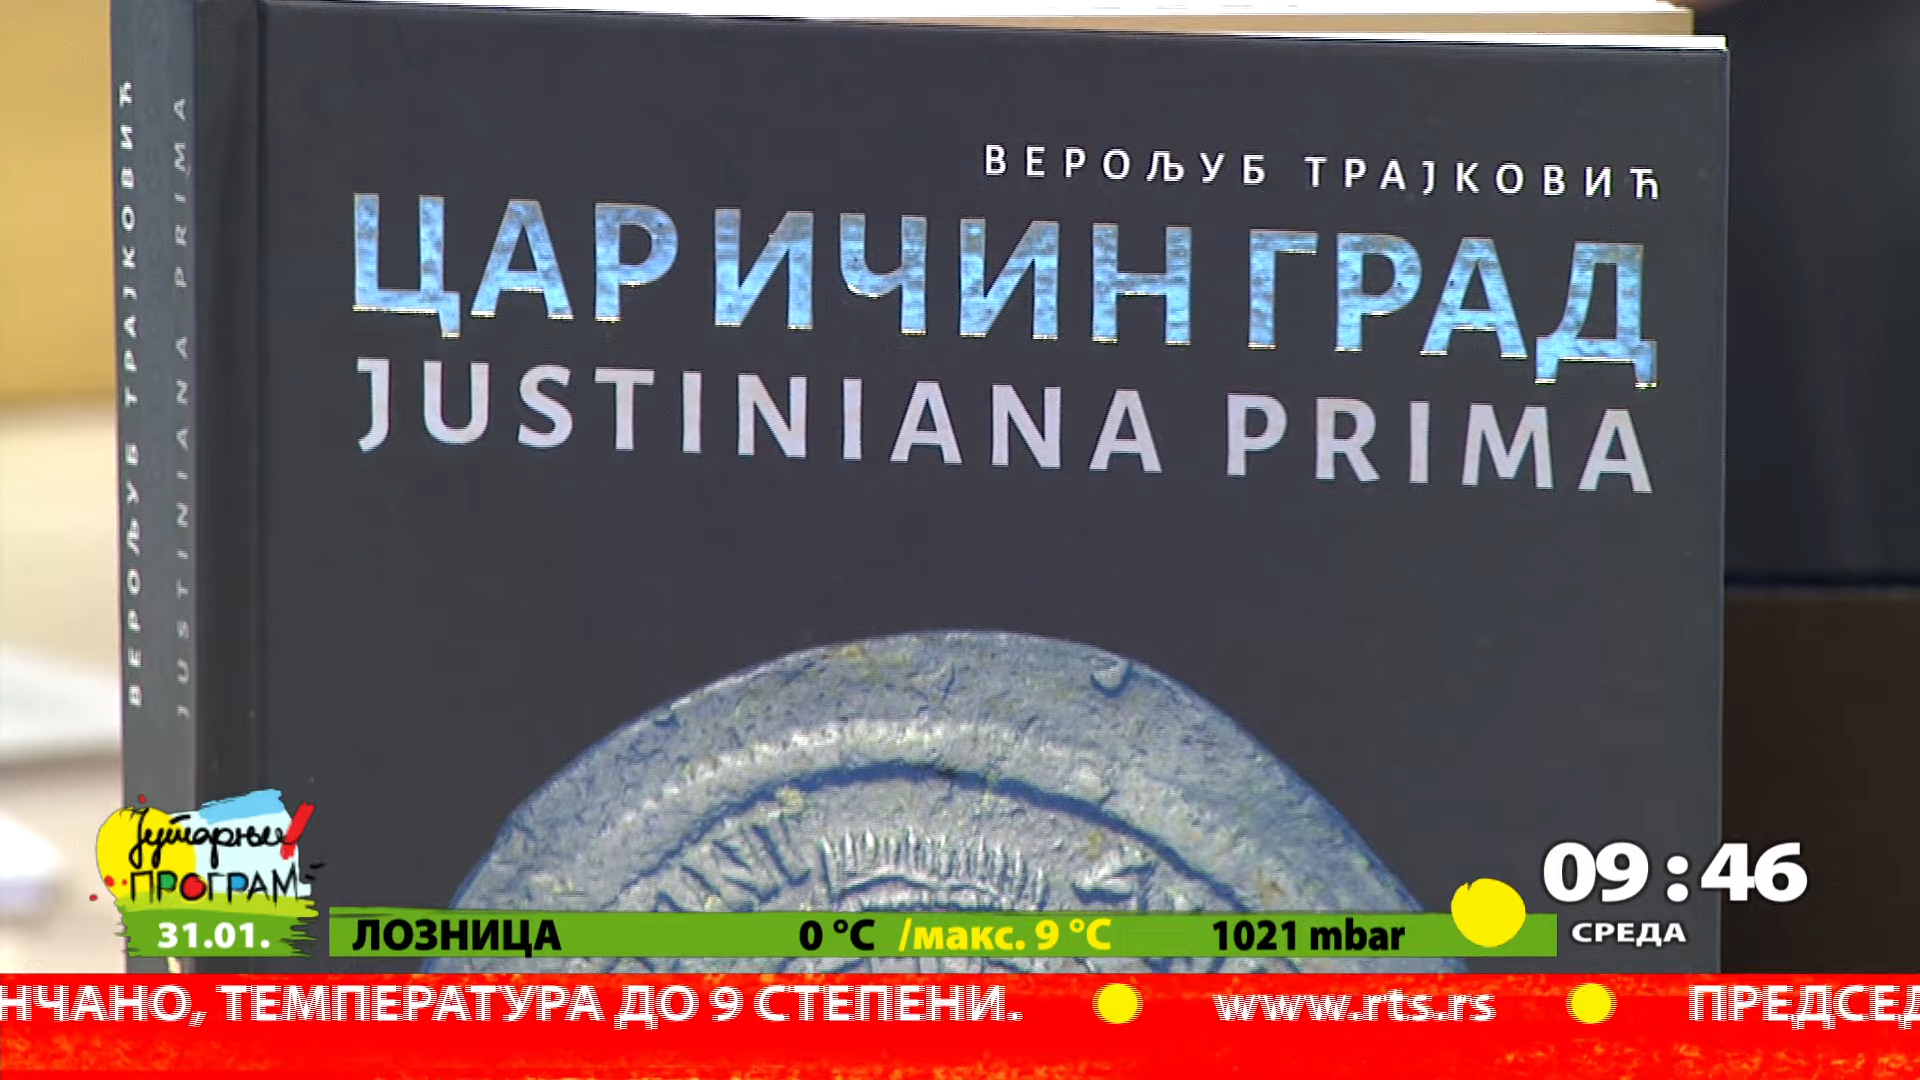 ВЕРОЉУБ ТРАЈКОВИЋ
ЦАРИЧИН ГРАД
JUSTINIANA PRIMA
ВЕРОЉУБ ТРАЈКОВИЋ
JUSTINIANA PRIMA
Јутарњи
ПРОГРАМ
31.01.
ЛОЗНИЦА 0 °C /макс. 9 °C 1021 mbar
09:46
СРЕДА
НЧАНО, ТЕМПЕРАТУРА ДО 9 СТЕПЕНИ. www.rts.rs ПРЕДСЕД